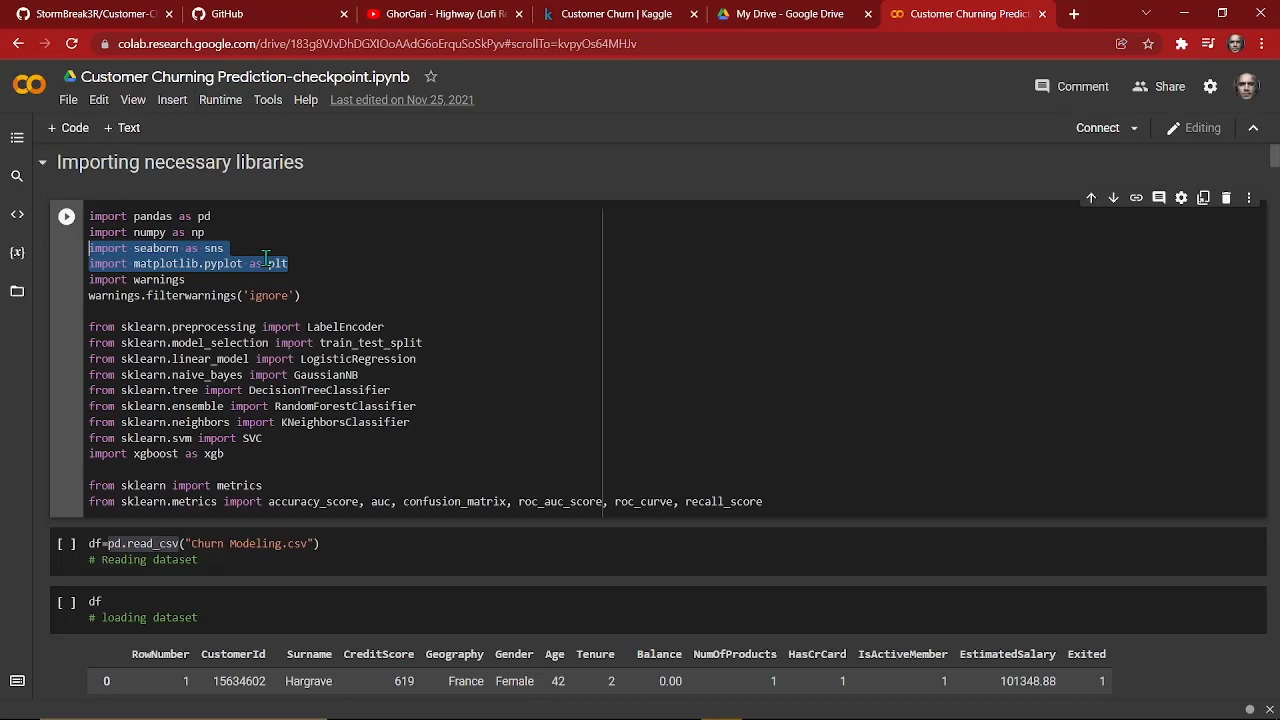 StormBreak3R/Customer-C
GitHub
GhorGari - Highway (Lofi R
Customer Churn | Kaggle
My Drive - Google Drive
Customer Churning Predicti
colab.research.google.com/drive/183g8VJvDhDGXIOoAAdG6oErquSoSkPyv#scrollTo=kvpyOs64MHJv
Customer Churning Prediction-checkpoint.ipynb
Comment
Share
File Edit View Insert Runtime Tools Help Last edited on Nov 25, 2021
+ Code + Text
Connect
Editing
Importing necessary libraries
import pandas as pd
import numpy as np
import seaborn as sns
import matplotlib.pyplot as plt
import warnings
warnings.filterwarnings('ignore')
from sklearn.preprocessing import LabelEncoder
from sklearn.model_selection import train_test_split
from sklearn.linear_model import LogisticRegression
from sklearn.naive_bayes import GaussianNB
from sklearn.tree import DecisionTreeClassifier
from sklearn.ensemble import RandomForestClassifier
from sklearn.neighbors import KNeighborsClassifier
from sklearn.svm import SVC
import xgboost as xgb
from sklearn import metrics
from sklearn.metrics import accuracy_score, auc, confusion_matrix, roc_auc_score, roc_curve, recall_score
[ ] df=pd.read_csv("Churn Modeling.csv")
# Reading dataset
[ ] df
# loading dataset
RowNumber CustomerId Surname CreditScore Geography Gender Age Tenure Balance NumOfProducts HasCrCard IsActiveMember EstimatedSalary Exited
0 1 15634602 Hargrave 619 France Female 42 2 0.00 1 1 1 101348.88 1